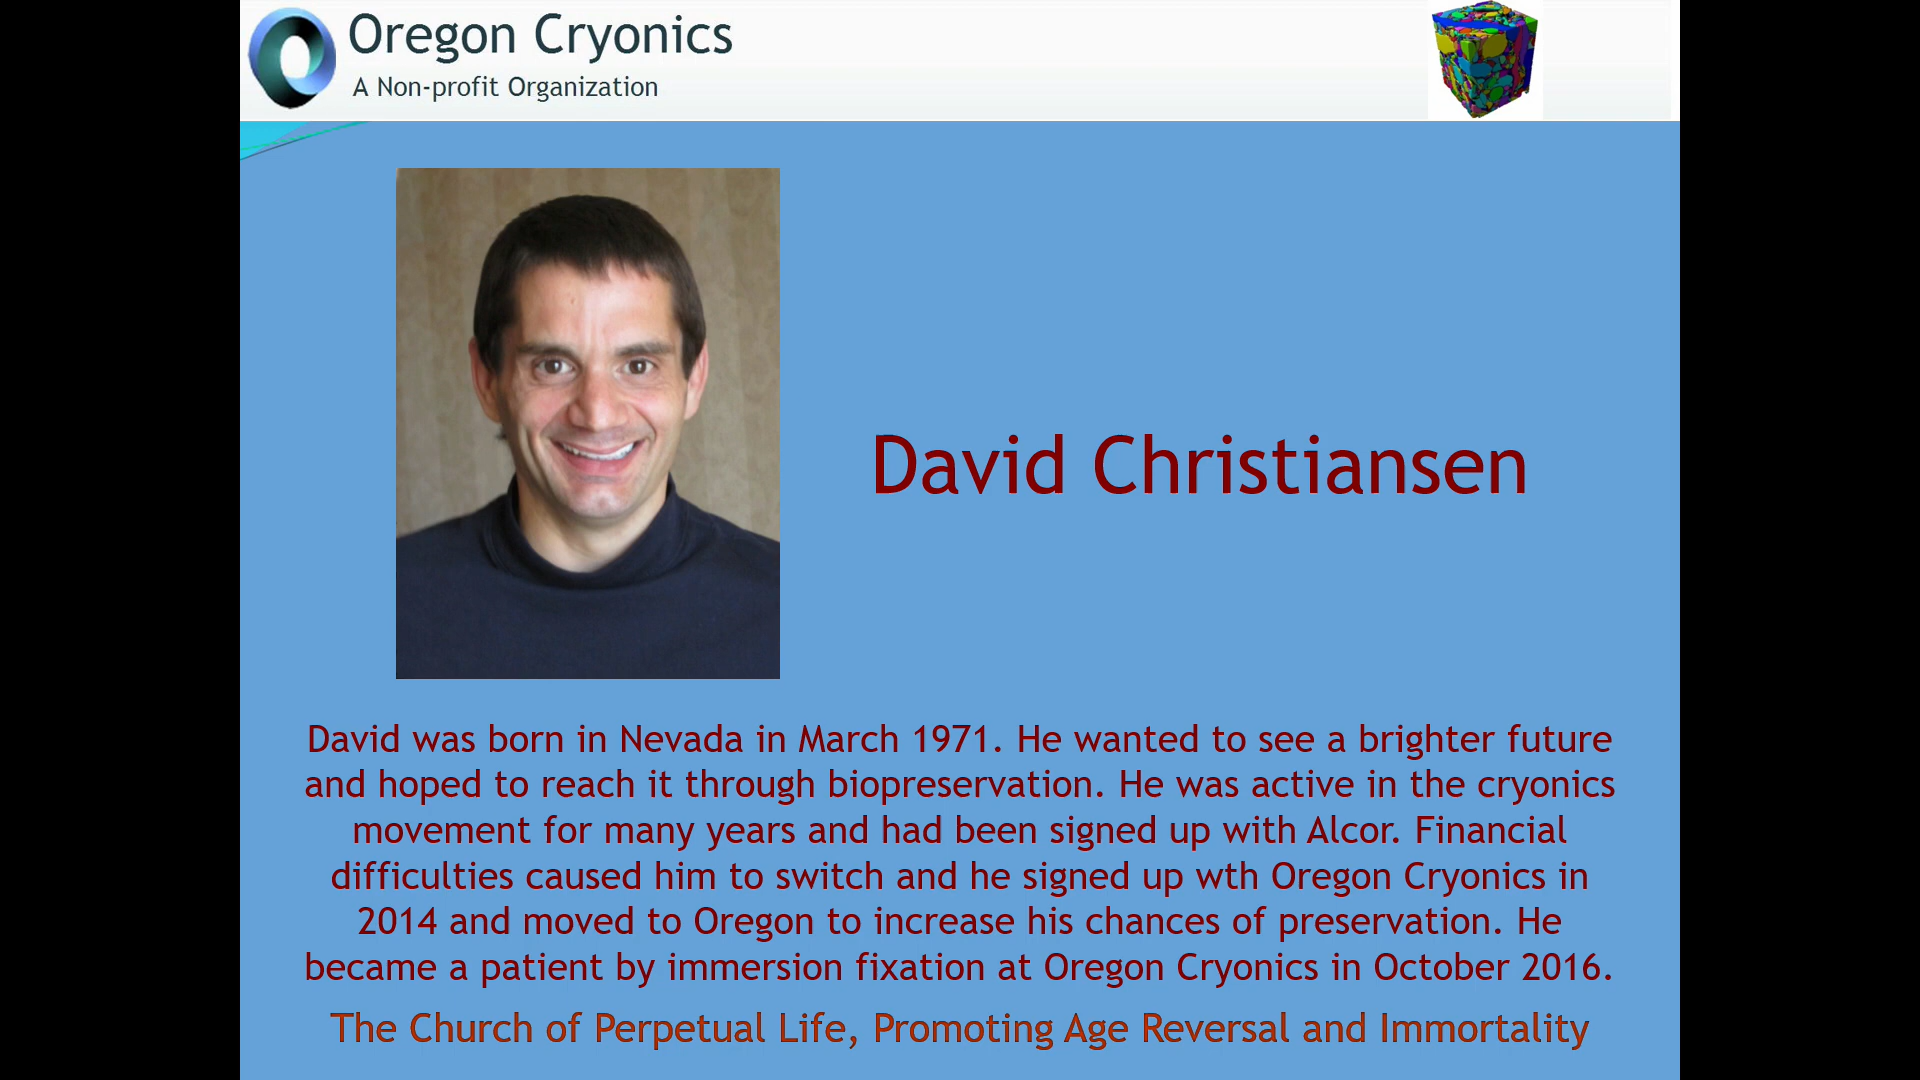 Oregon Cryonics
A Non-profit Organization
David Christiansen
David was born in Nevada in March 1971. He wanted to see a brighter future
and hoped to reach it through biopreservation. He was active in the cryonics
movement for many years and had been signed up with Alcor. Financial
difficulties caused him to switch and he signed up wth Oregon Cryonics in
2014 and moved to Oregon to increase his chances of preservation. He
became a patient by immersion fixation at Oregon Cryonics in October 2016.
The Church of Perpetual Life, Promoting Age Reversal and Immortality